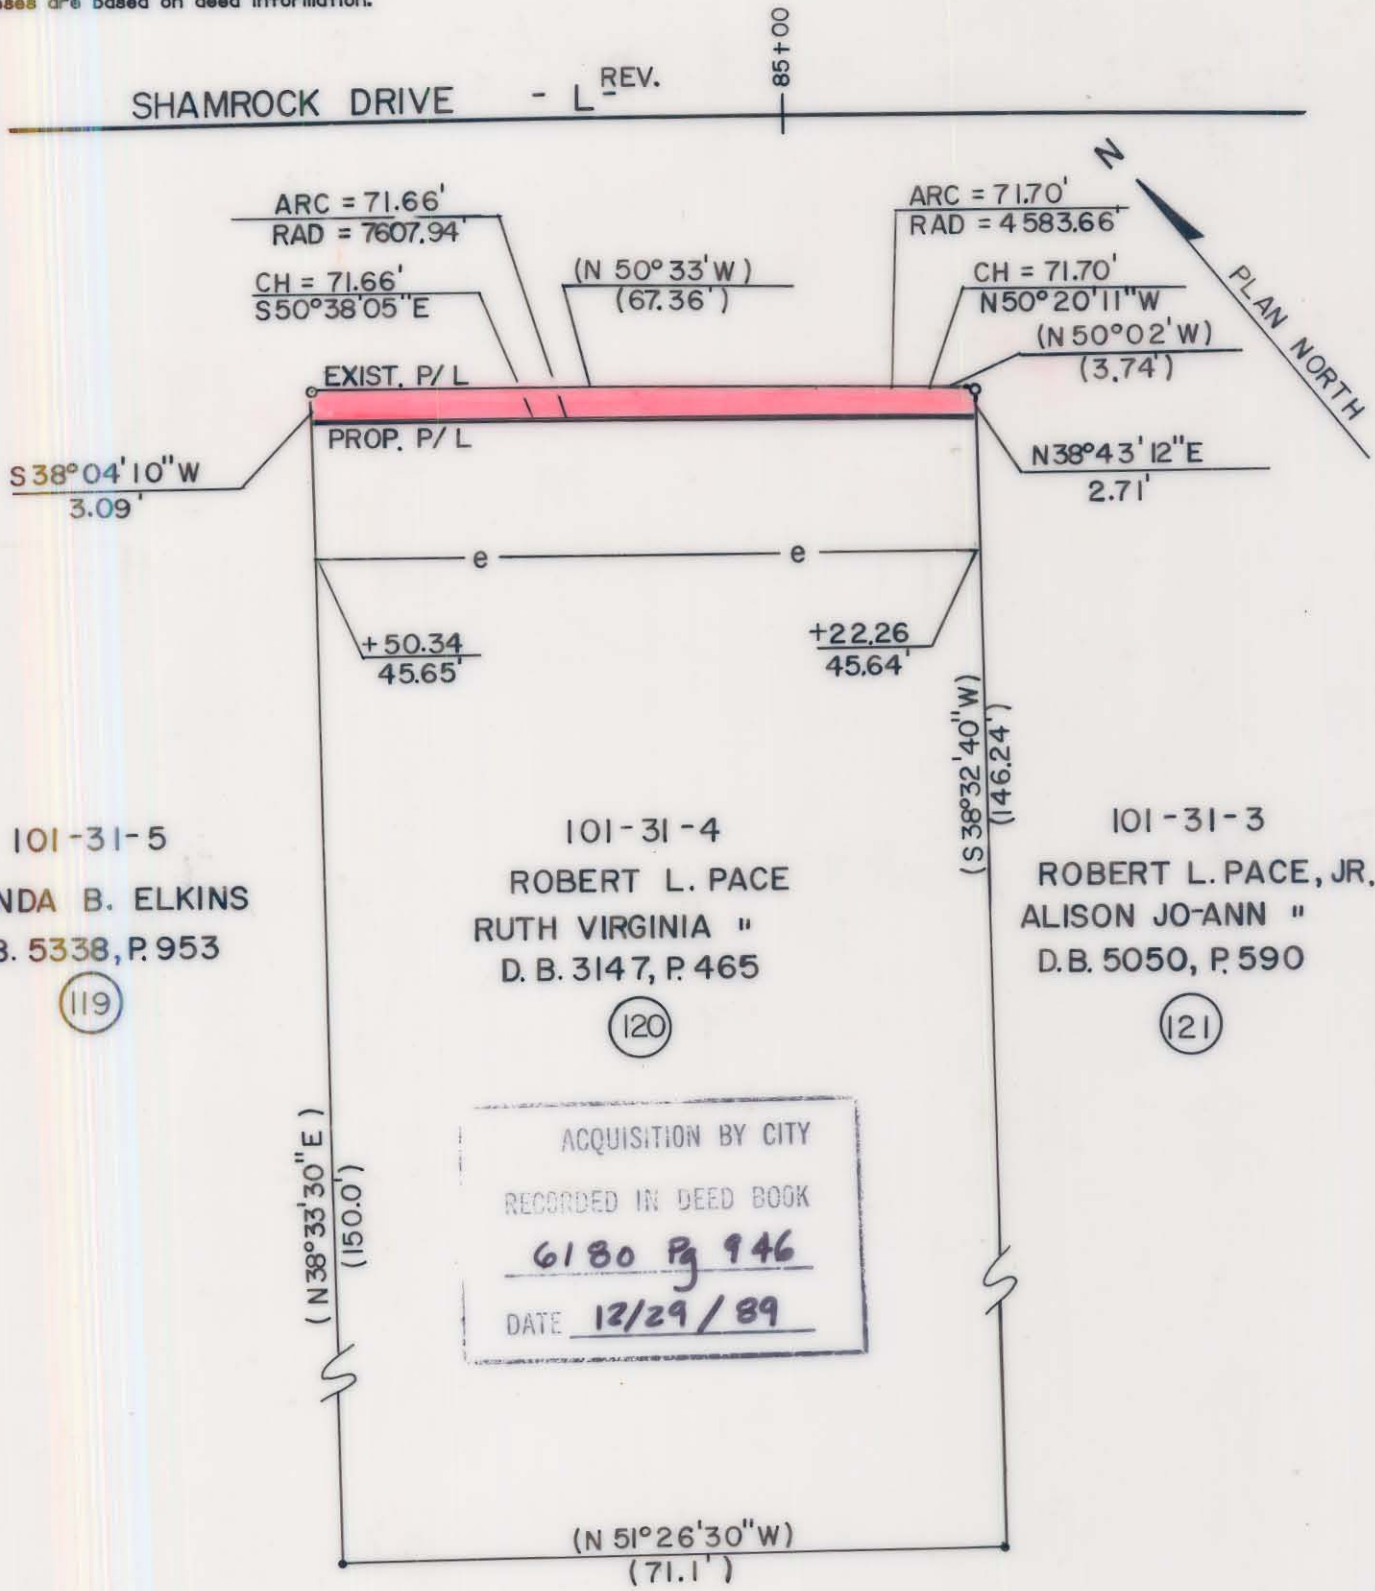 are based on deed information.
85+00
SHAMROCK DRIVE - L REV.
N
PLAN NORTH
ARC = 71.66'
RAD = 7607.94'
ARC = 71.70'
RAD = 4583.66'
CH = 71.66'
S50°38'05"E
(N 50°33'W)
(67.36')
CH = 71.70'
N50°20'11"W
(N 50°02'W)
(3.74')
EXIST. P/L
PROP. P/L
S38°04'10"W
3.09'
N38°43'12"E
2.71'
e e
+50.34
45.65'
+22.26
45.64'
(S38°32'40"W)
(146.24')
101-31-5
NDA B. ELKINS
B. 5338, P. 953
119
101-31-4
ROBERT L. PACE
RUTH VIRGINIA "
D.B. 3147, P. 465
120
101-31-3
ROBERT L. PACE, JR.
ALISON JO-ANN "
D.B. 5050, P. 590
121
(N38°33'30"E)
(150.0')
ACQUISITION BY CITY
RECORDED IN DEED BOOK
6180 Pg 946
DATE 12/29/89
(N 51°26'30"W)
(71.1')